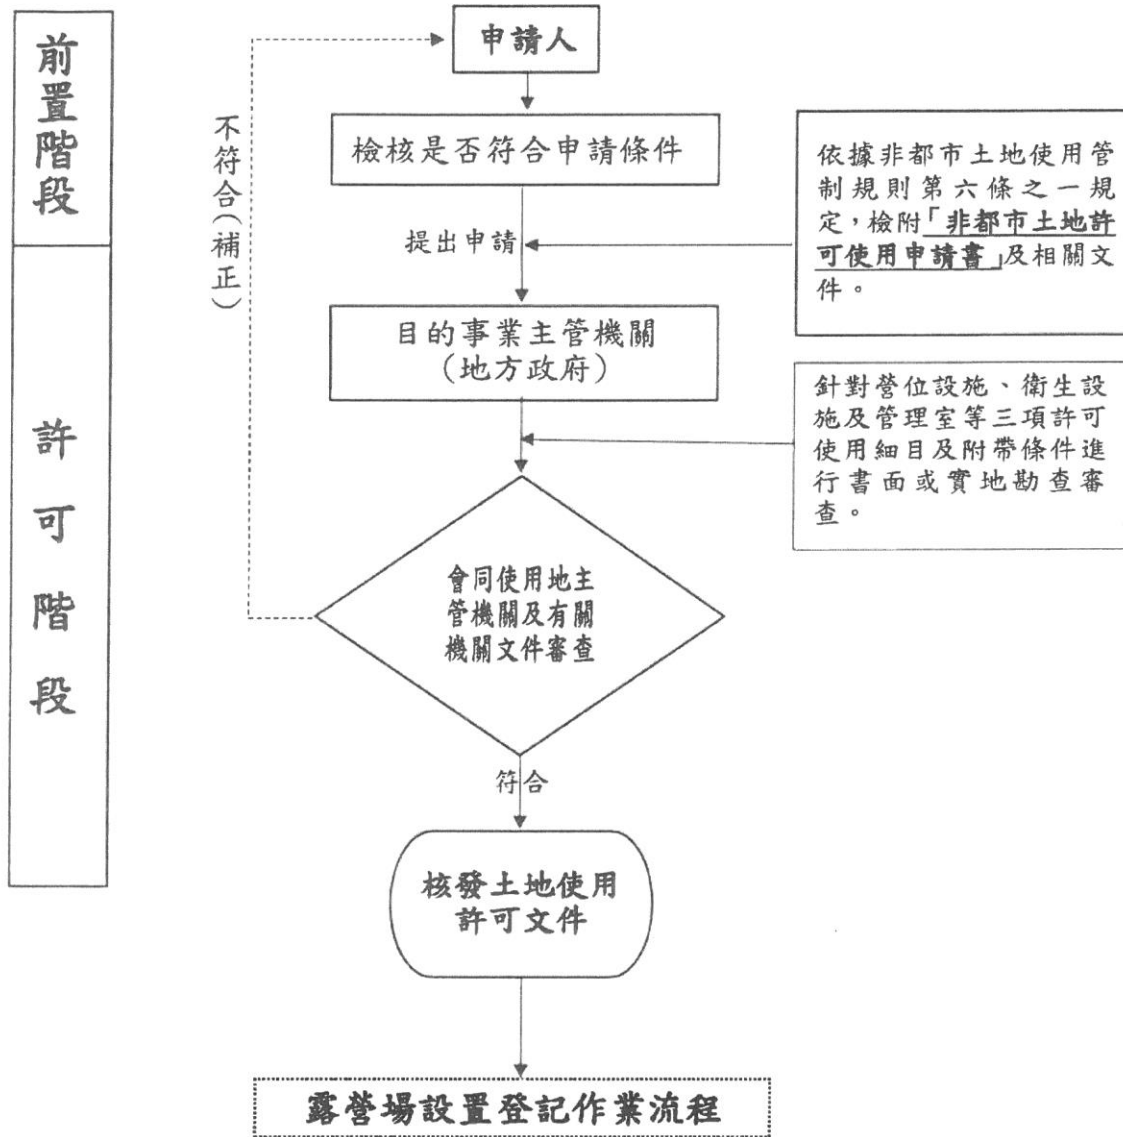 前置階段
許可階段
申請人
檢核是否符合申請條件
不符合(補正)
提出申請
依據非都市土地使用管
制規則第六條之一規
定，檢附「非都市土地許
可使用申請書」及相關文
件。
目的事業主管機關
(地方政府)
針對營位設施、衛生設
施及管理室等三項許可
使用細目及附帶條件進
行書面或實地勘查審
查。
會同使用地主
管機關及有關
機關文件審查
符合
核發土地使用
許可文件
露營場設置登記作業流程